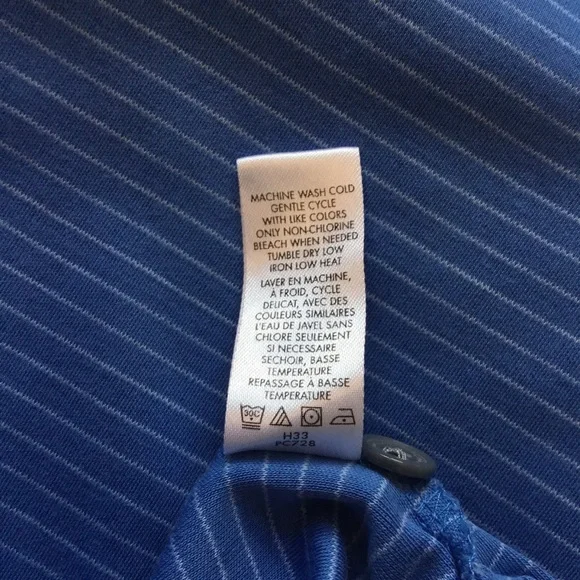 MACHINE WASH COLD
GENTLE CYCLE
WITH LIKE COLORS
ONLY NON-CHLORINE
BLEACH WHEN NEEDED
TUMBLE DRY LOW
IRON LOW HEAT
LAVER EN MACHINE,
À FROID, CYCLE
DELICAT, AVEC DES
COULEURS SIMILAIRES
L'EAU DE JAVEL SANS
CHLORE SEULEMENT
SI NECESSAIRE
SECHOIR, BASSE
TEMPERATURE
REPASSAGE À BASSE
TEMPERATURE
30C
H33
PC728